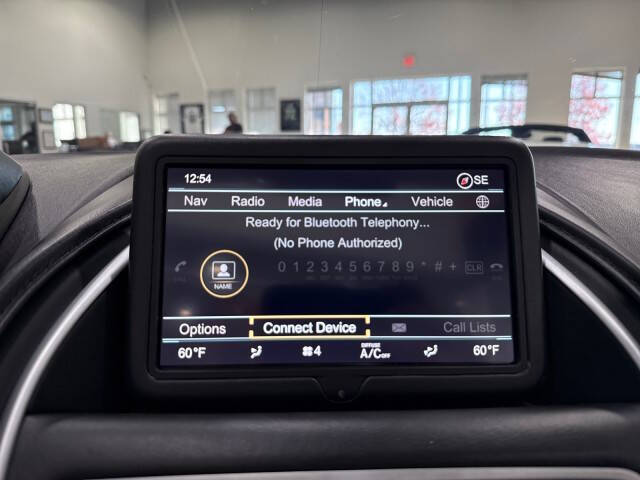 12:54 SE
Nav Radio Media Phone Vehicle
Ready for Bluetooth Telephony...
(No Phone Authorized)
0 1 2 3 4 5 6 7 8 9 * # + CLR
NAME
Options Connect Device Call Lists
DIFFUSE
60°F 4 A/C OFF 60°F